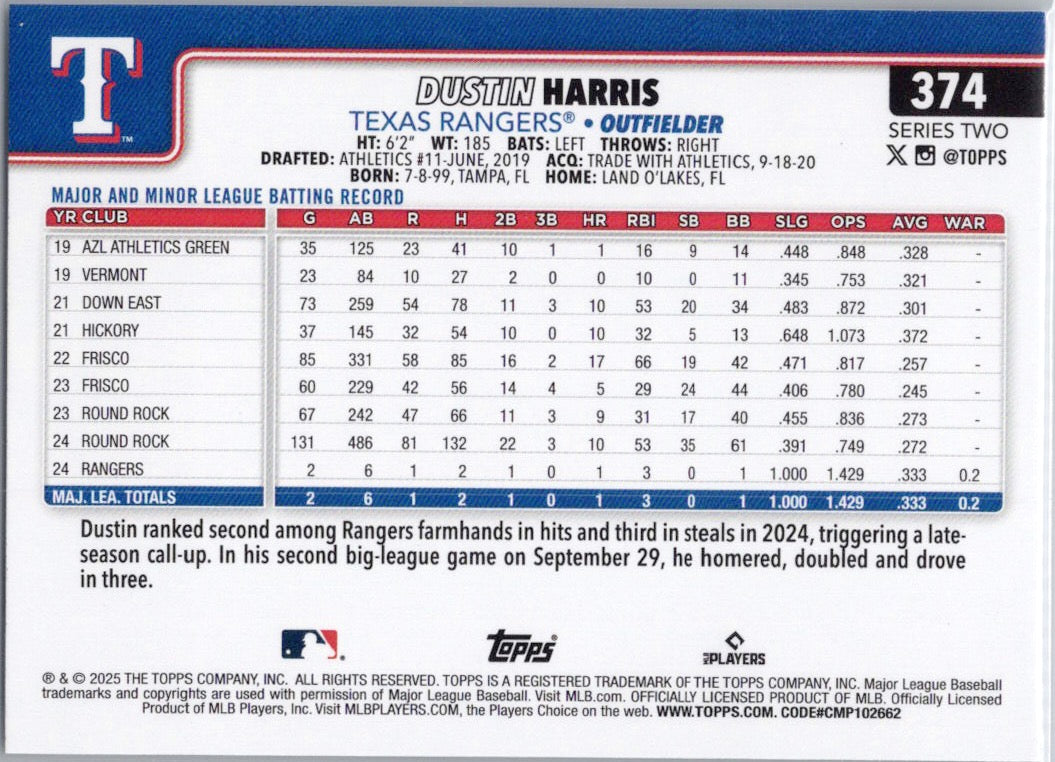 T
TM
DUSTIN HARRIS
374
TEXAS RANGERS® • OUTFIELDER
SERIES TWO
HT: 6'2" WT: 185 BATS: LEFT THROWS: RIGHT
DRAFTED: ATHLETICS #11-JUNE, 2019 ACQ: TRADE WITH ATHLETICS, 9-18-20
X @TOPPS
BORN: 7-8-99, TAMPA, FL HOME: LAND O'LAKES, FL
MAJOR AND MINOR LEAGUE BATTING RECORD
YR CLUB G AB R H 2B 3B HR RBI SB BB SLG OPS AVG WAR
19 AZL ATHLETICS GREEN 35 125 23 41 10 1 1 16 9 14 .448 .848 .328 -
19 VERMONT 23 84 10 27 2 0 0 10 0 11 .345 .753 .321 -
21 DOWN EAST 73 259 54 78 11 3 10 53 20 34 .483 .872 .301 -
21 HICKORY 37 145 32 54 10 0 10 32 5 13 .648 1.073 .372 -
22 FRISCO 85 331 58 85 16 2 17 66 19 42 .471 .817 .257 -
23 FRISCO 60 229 42 56 14 4 5 29 24 44 .406 .780 .245 -
23 ROUND ROCK 67 242 47 66 11 3 9 31 17 40 .455 .836 .273 -
24 ROUND ROCK 131 486 81 132 22 3 10 53 35 61 .391 .749 .272 -
24 RANGERS 2 6 1 2 1 0 1 3 0 1 1.000 1.429 .333 0.2
MAJ. LEA. TOTALS 2 6 1 2 1 0 1 3 0 1 1.000 1.429 .333 0.2
Dustin ranked second among Rangers farmhands in hits and third in steals in 2024, triggering a late-
season call-up. In his second big-league game on September 29, he homered, doubled and drove
in three.
TOPPS®
MLB PLAYERS
® & © 2025 THE TOPPS COMPANY, INC. ALL RIGHTS RESERVED. TOPPS IS A REGISTERED TRADEMARK OF THE TOPPS COMPANY, INC. Major League Baseball
trademarks and copyrights are used with permission of Major League Baseball. Visit MLB.com. OFFICIALLY LICENSED PRODUCT OF MLB. Officially Licensed
Product of MLB Players, Inc. Visit MLBPLAYERS.COM, the Players Choice on the web. WWW.TOPPS.COM. CODE#CMP102662